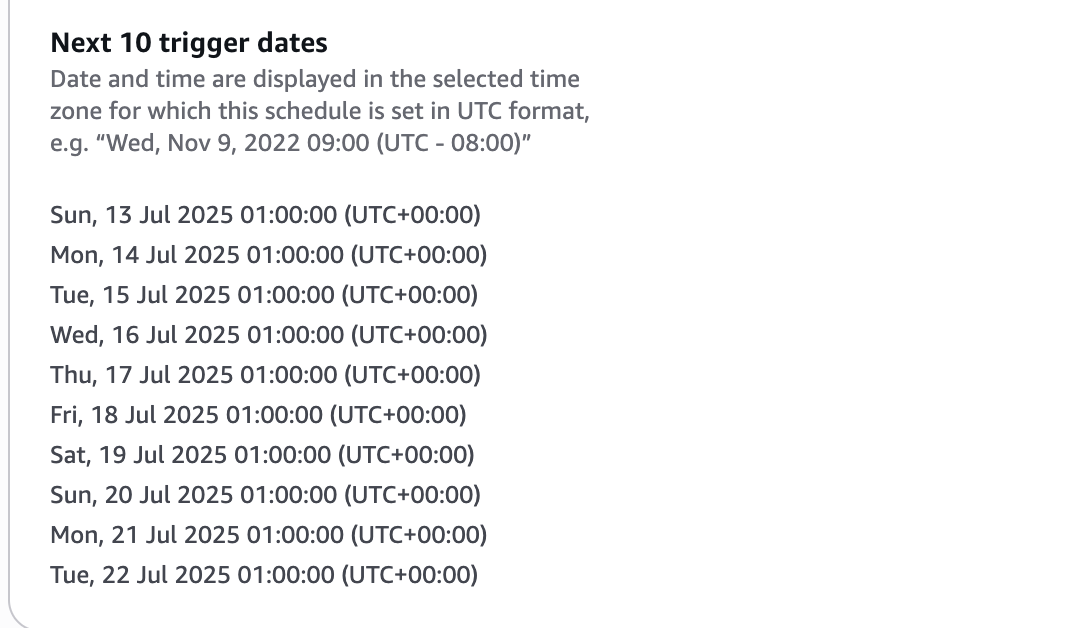 Next 10 trigger dates
Date and time are displayed in the selected time
zone for which this schedule is set in UTC format,
e.g. “Wed, Nov 9, 2022 09:00 (UTC - 08:00)”
Sun, 13 Jul 2025 01:00:00 (UTC+00:00)
Mon, 14 Jul 2025 01:00:00 (UTC+00:00)
Tue, 15 Jul 2025 01:00:00 (UTC+00:00)
Wed, 16 Jul 2025 01:00:00 (UTC+00:00)
Thu, 17 Jul 2025 01:00:00 (UTC+00:00)
Fri, 18 Jul 2025 01:00:00 (UTC+00:00)
Sat, 19 Jul 2025 01:00:00 (UTC+00:00)
Sun, 20 Jul 2025 01:00:00 (UTC+00:00)
Mon, 21 Jul 2025 01:00:00 (UTC+00:00)
Tue, 22 Jul 2025 01:00:00 (UTC+00:00)